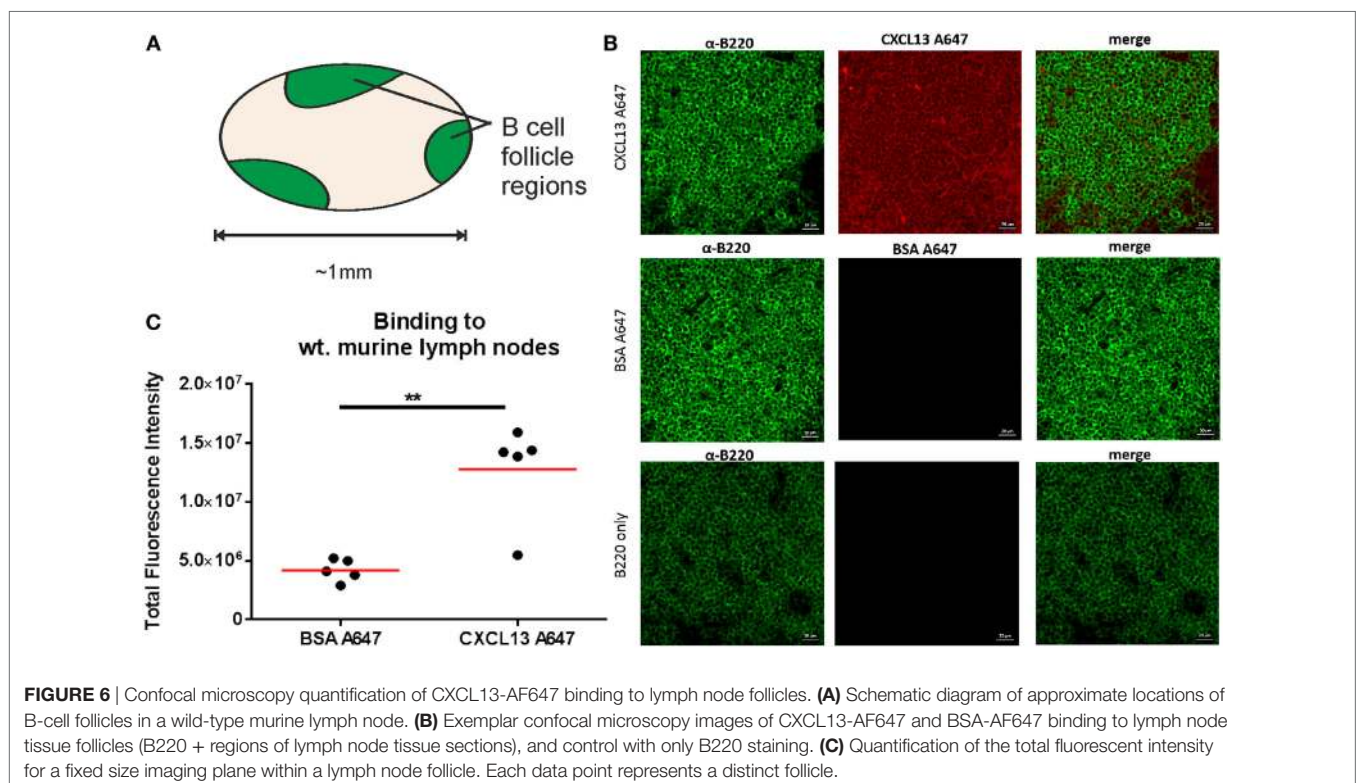 A
B cell
follicle
regions
~1mm
B
α-B220
CXCL13 A647
merge
CXCL13 A647
α-B220
BSA A647
merge
BSA A647
α-B220
merge
B220 only
C
Binding to
wt. murine lymph nodes
Total Fluorescence Intensity
2.0×10⁷
1.5×10⁷
1.0×10⁷
5.0×10⁶
0
**
BSA A647
CXCL13 A647
FIGURE 6 | Confocal microscopy quantification of CXCL13-AF647 binding to lymph node follicles. (A) Schematic diagram of approximate locations of
B-cell follicles in a wild-type murine lymph node. (B) Exemplar confocal microscopy images of CXCL13-AF647 and BSA-AF647 binding to lymph node
tissue follicles (B220 + regions of lymph node tissue sections), and control with only B220 staining. (C) Quantification of the total fluorescent intensity
for a fixed size imaging plane within a lymph node follicle. Each data point represents a distinct follicle.